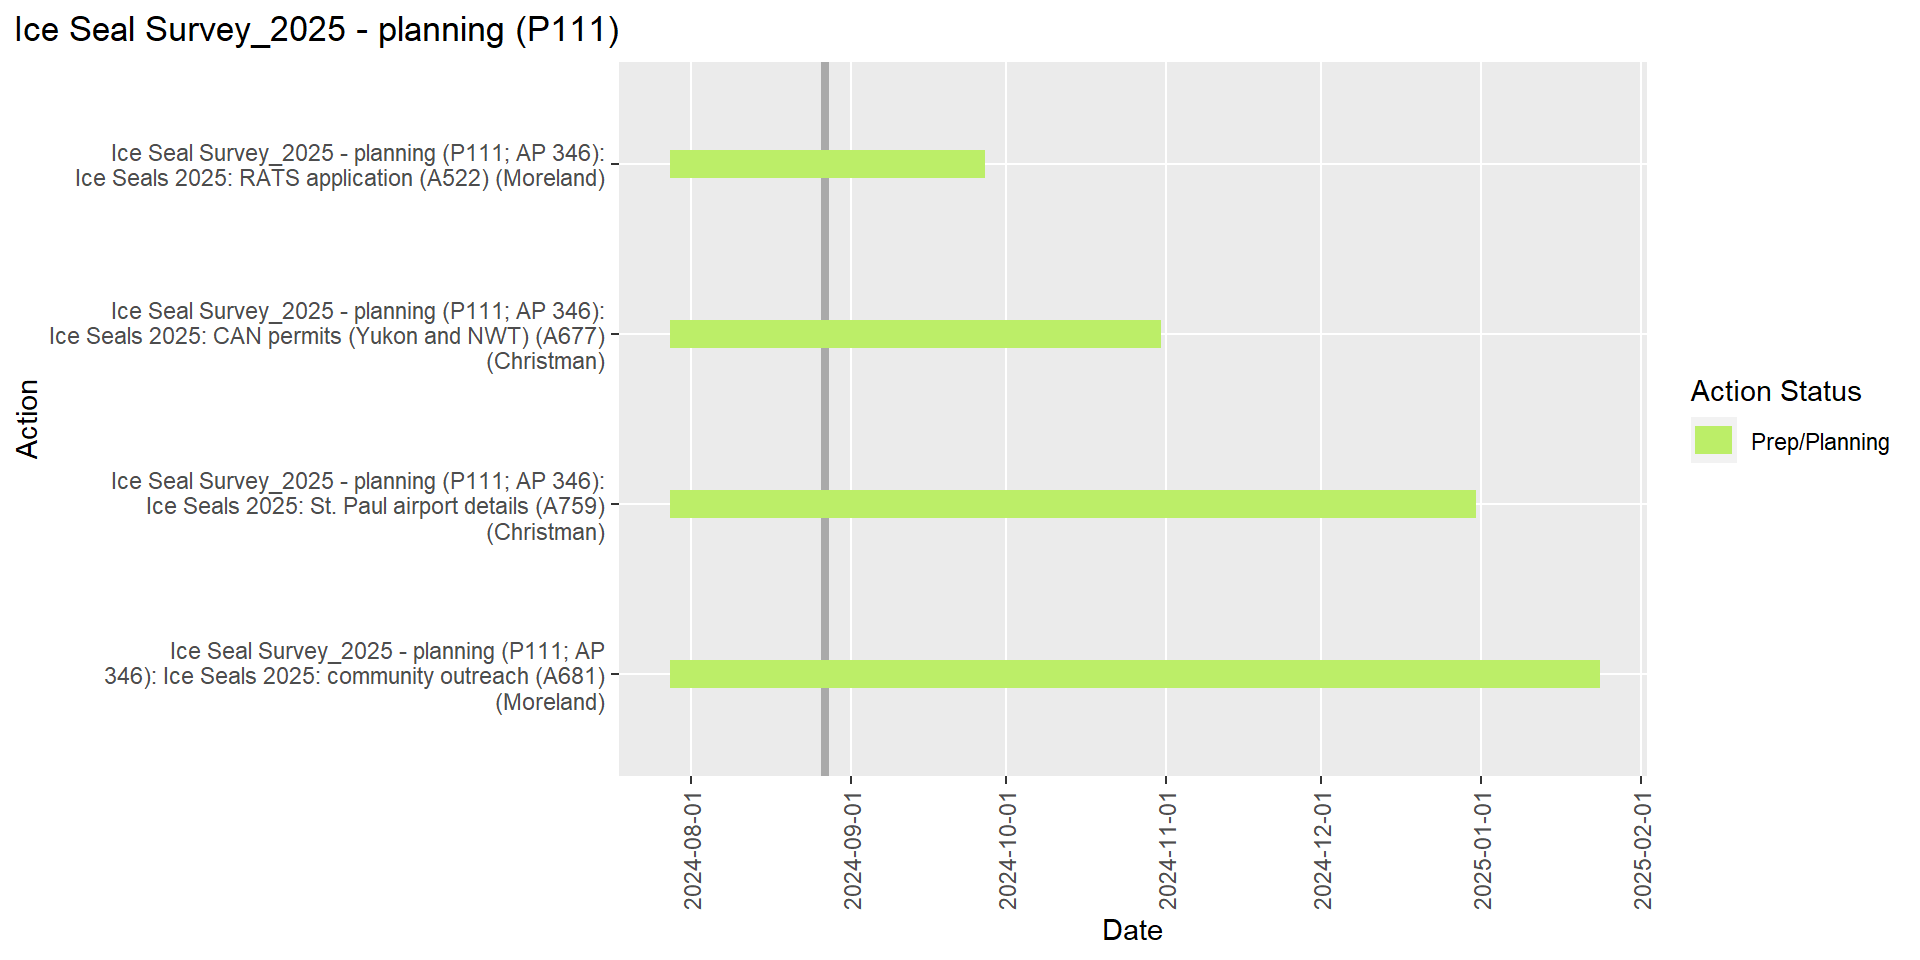 Ice Seal Survey_2025 - planning (P111)
Ice Seal Survey_2025 - planning (P111; AP 346):
Ice Seals 2025: RATS application (A522) (Moreland)
Ice Seal Survey_2025 - planning (P111; AP 346):
Ice Seals 2025: CAN permits (Yukon and NWT) (A677)
(Christman)
Ice Seal Survey_2025 - planning (P111; AP 346):
Ice Seals 2025: St. Paul airport details (A759)
(Christman)
Ice Seal Survey_2025 - planning (P111; AP
346): Ice Seals 2025: community outreach (A681)
(Moreland)
Action
2024-08-01
2024-09-01
2024-10-01
2024-11-01
2024-12-01
2025-01-01
2025-02-01
Date
Action Status
Prep/Planning